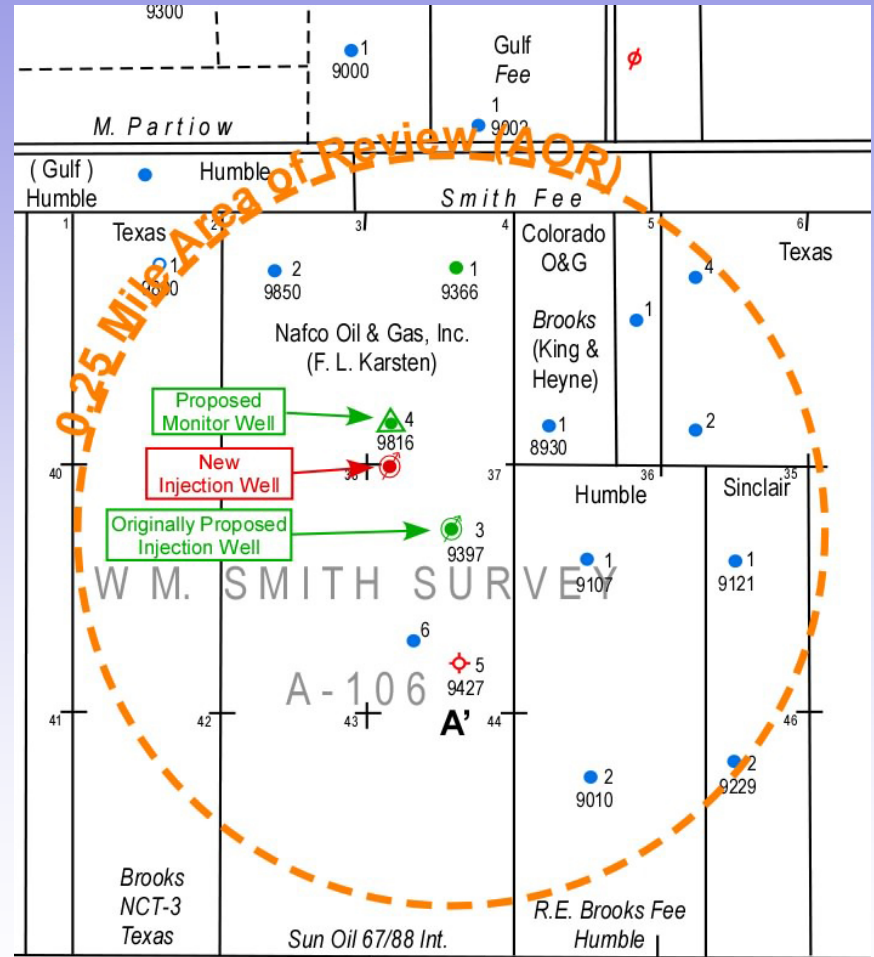 9300
1
9000
Gulf
Fee
1
9002
M. Partiow
0.25 Mile Area of Review (AOR)
( Gulf )
Humble
Humble
Smith Fee
1
2
3
4
5
6
Texas
1
2
9850
1
9366
Colorado
O&G
Texas
4
1
Nafco Oil & Gas, Inc.
(F. L. Karsten)
Brooks
(King &
Heyne)
Proposed
Monitor Well
4
9816
1
8930
2
New
Injection Well
40
37
36
35
Humble
Sinclair
Originally Proposed
Injection Well
3
9397
1
9107
1
9121
W M. SMITH SURVEY
6
5
9427
A-106
A'
41
42
43
44
46
2
9010
2
9229
Brooks
NCT-3
Texas
Sun Oil 67/88 Int.
R.E. Brooks Fee
Humble